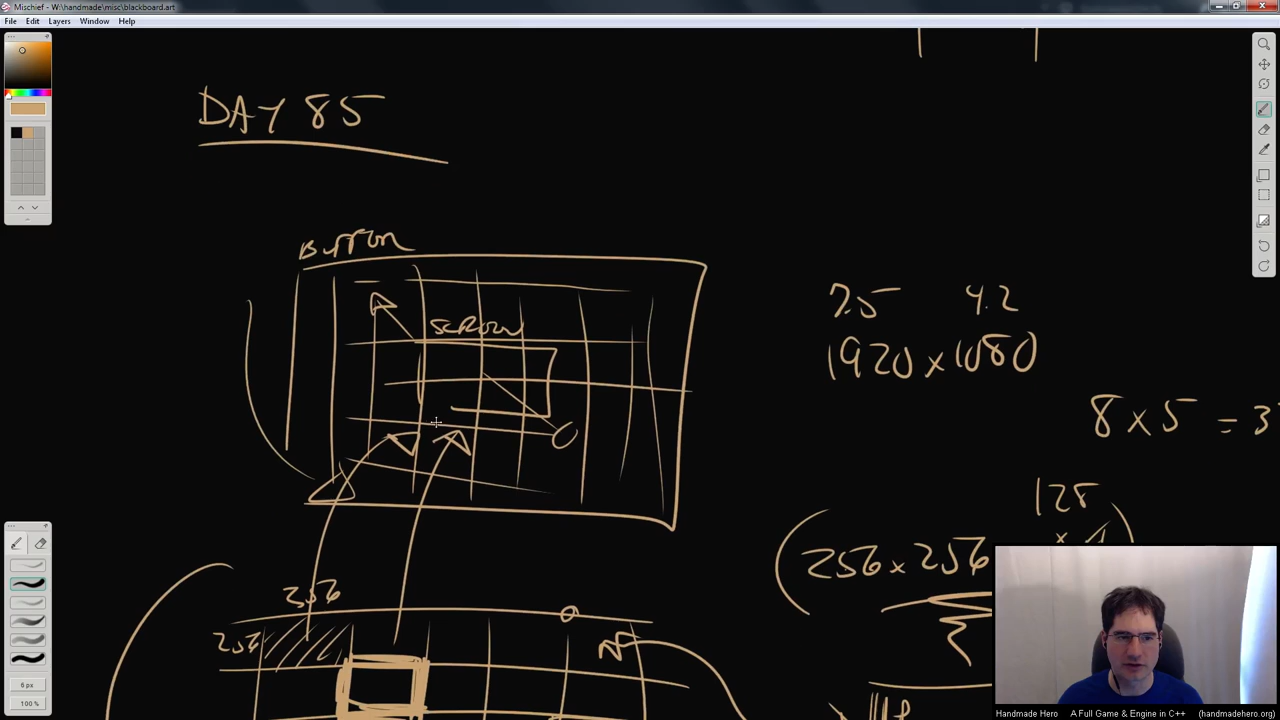 Mischief - W:\handmade\misc\blackboard.art
File Edit Layers Window Help
DAY 85
BUFFER
SCREEN
7.5 4.2
1920 x 1080
8 x 5 = 3
128
x 4
(256 x 256
256
256
6 px
100 %
Handmade Hero A Full Game & Engine in C++ (handmadehero.org)